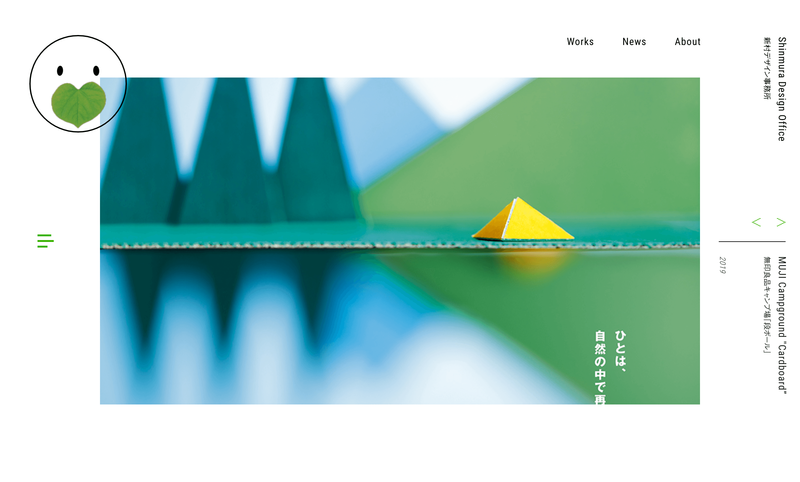 Works
News
About
Shinmura Design Office
新村デザイン事務所
MUJI Campground "Cardboard"
無印良品キャンプ場「段ボール」
2019
ひとは、
自然の中で再